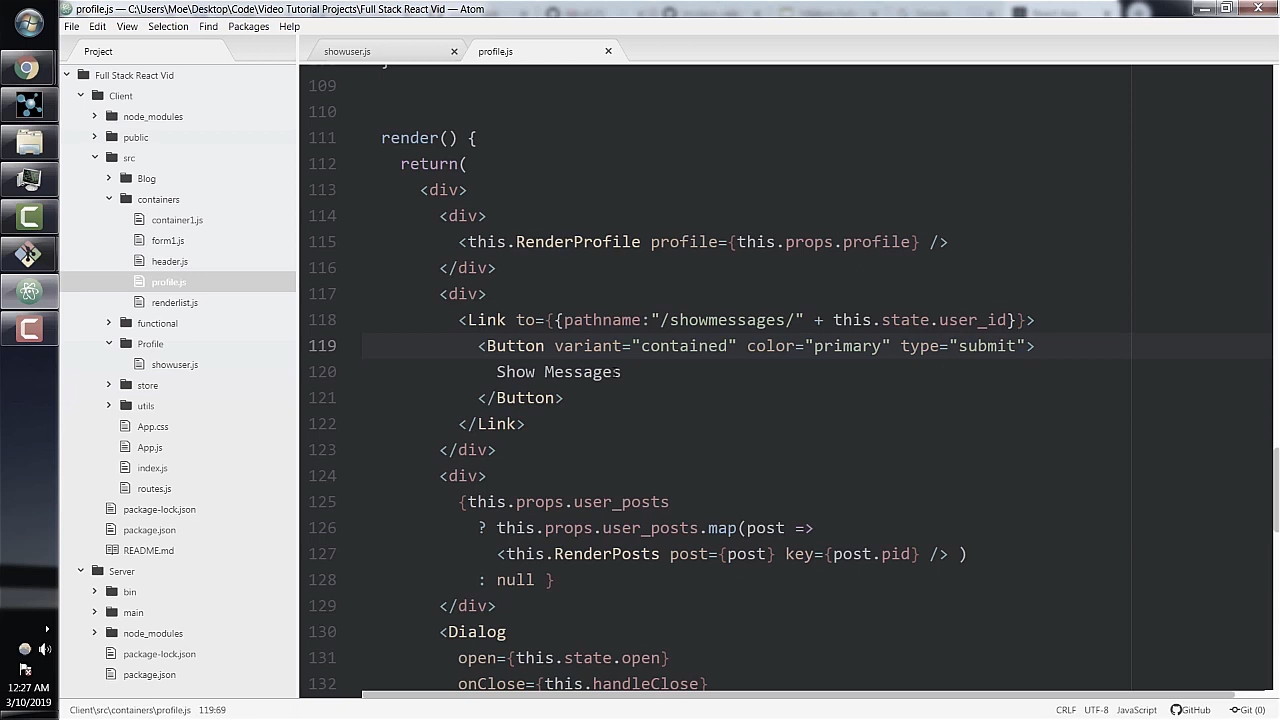 profile.js — C:\Users\Moe\Desktop\Code\Video Tutorial Projects\Full Stack React Vid — Atom
File Edit View Selection Find Packages Help
Project
showuser.js
profile.js
Full Stack React Vid
Client
node_modules
public
src
Blog
containers
container1.js
form1.js
header.js
profile.js
renderlist.js
functional
Profile
showuser.js
store
utils
App.css
App.js
index.js
routes.js
package-lock.json
package.json
README.md
Server
bin
main
node_modules
package-lock.json
package.json
109
110
111 render() {
112 return(
113 <div>
114 <div>
115 <this.RenderProfile profile={this.props.profile} />
116 </div>
117 <div>
118 <Link to={{pathname:"/showmessages/" + this.state.user_id}}>
119 <Button variant="contained" color="primary" type="submit">
120 Show Messages
121 </Button>
122 </Link>
123 </div>
124 <div>
125 {this.props.user_posts
126 ? this.props.user_posts.map(post =>
127 <this.RenderPosts post={post} key={post.pid} /> )
128 : null }
129 </div>
130 <Dialog
131 open={this.state.open}
132 onClose={this.handleClose}
12:27 AM
3/10/2019
Client\src\containers\profile.js 119:69
CRLF UTF-8 JavaScript GitHub Git (0)